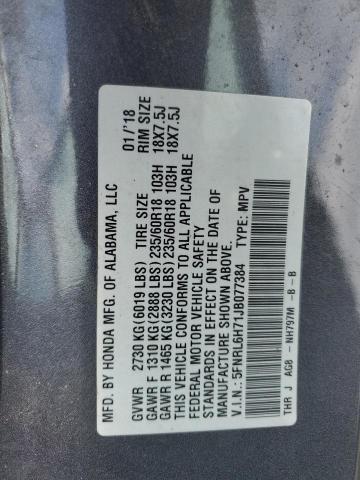 MFD. BY HONDA MFG. OF ALABAMA, LLC 01/'18
GVWR 2730 KG(6019 LBS) TIRE SIZE RIM SIZE
GAWR F 1310 KG(2888 LBS)235/60R18 103H 18X7.5J
GAWR R 1465 KG(3230 LBS)235/60R18 103H 18X7.5J
THIS VEHICLE CONFORMS TO ALL APPLICABLE
FEDERAL MOTOR VEHICLE SAFETY
STANDARDS IN EFFECT ON THE DATE OF
MANUFACTURE SHOWN ABOVE.
V.I.N.: 5FNRL6H71JB077384 TYPE: MPV
THR J AG8 - NH797M -B -B